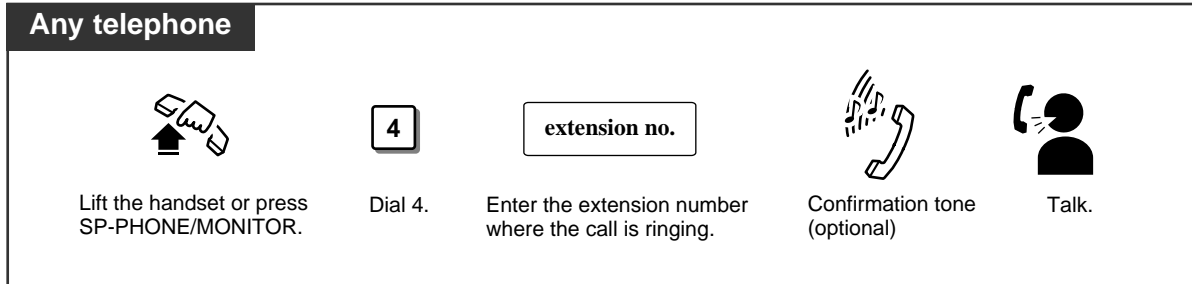 Any telephone
4
extension no.
Lift the handset or press
SP-PHONE/MONITOR.
Dial 4.
Enter the extension number
where the call is ringing.
Confirmation tone
(optional)
Talk.